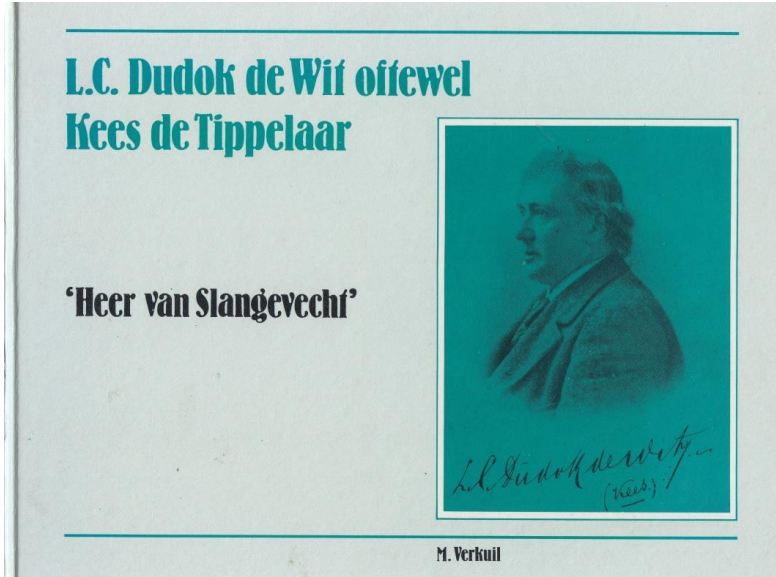 L.C. Dudok de Wit oftewel
Kees de Tippelaar
'Heer van Slangevecht'
L.C. Dudok de Wit
(Kees.)
M. Verkuil